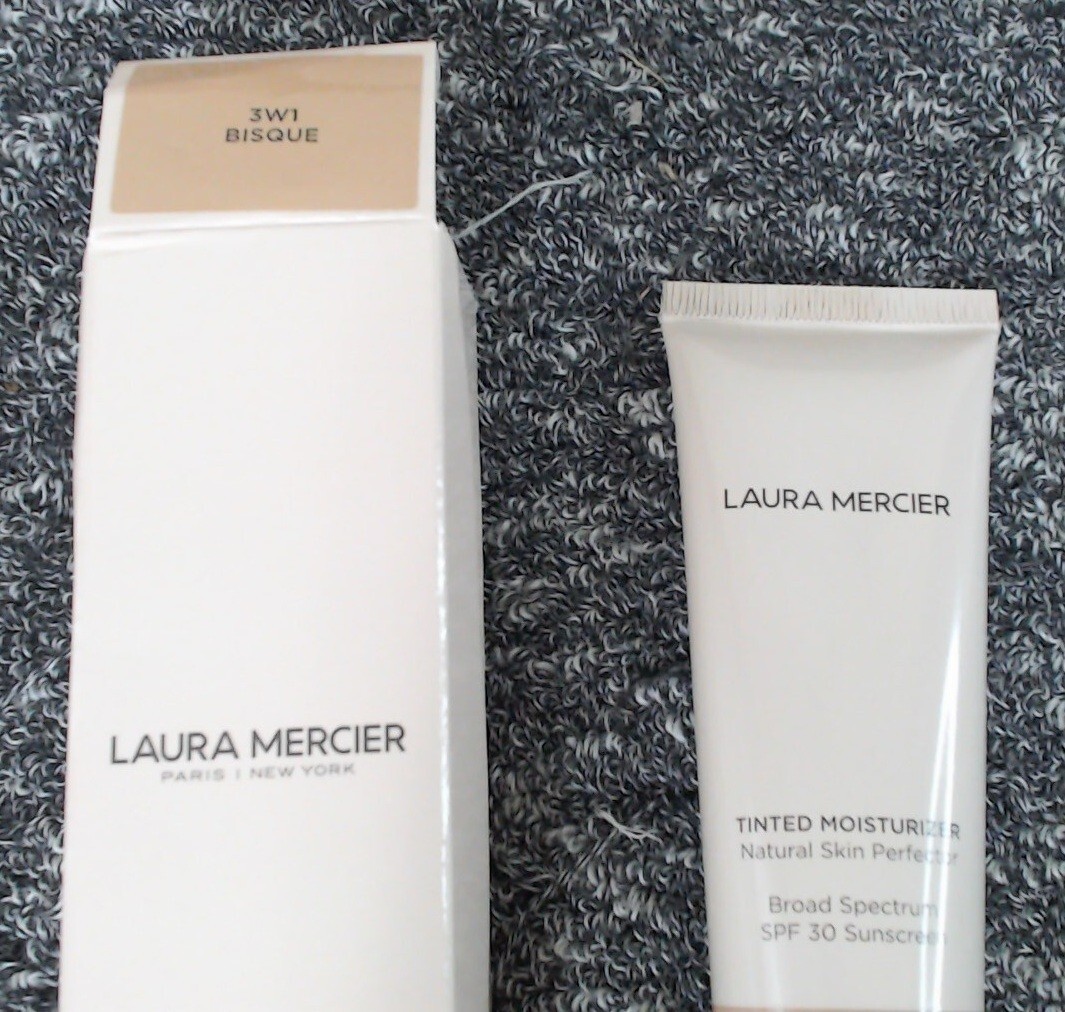 3W1
BISQUE
LAURA MERCIER
PARIS | NEW YORK
LAURA MERCIER
TINTED MOISTURIZER
Natural Skin Perfector
Broad Spectrum
SPF 30 Sunscreen